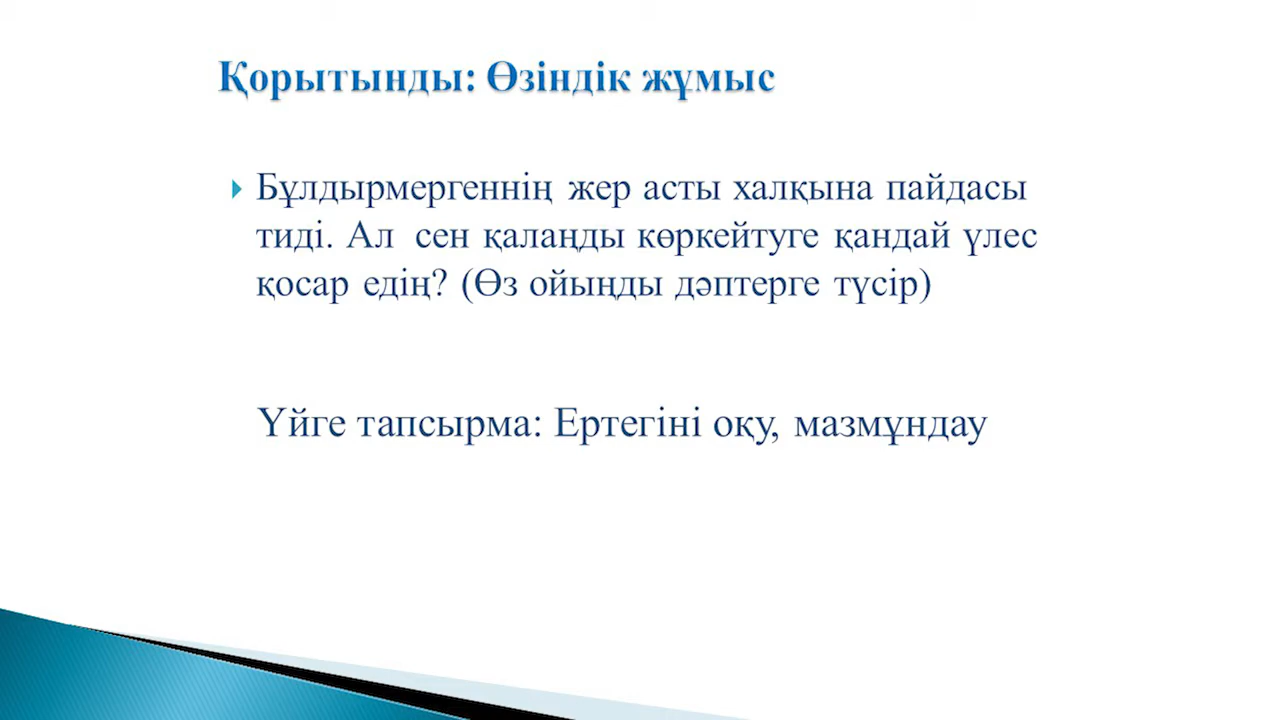 Қорытынды: Өзіндік жұмыс
Бұлдырмергеннің жер асты халқына пайдасы
тиді. Ал сен қалаңды көркейтуге қандай үлес
қосар едің? (Өз ойыңды дәптерге түсір)
Үйге тапсырма: Ертегіні оқу, мазмұндау